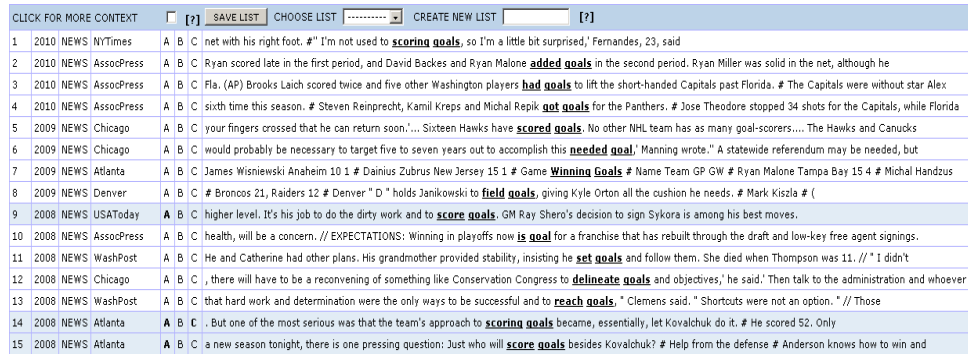 CLICK FOR MORE CONTEXT [?] SAVE LIST CHOOSE LIST ---------- CREATE NEW LIST [?]
1 2010 NEWS NYTimes A B C net with his right foot. #" I'm not used to scoring goals, so I'm a little bit surprised,' Fernandes, 23, said
2 2010 NEWS AssocPress A B C Ryan scored late in the first period, and David Backes and Ryan Malone added goals in the second period. Ryan Miller was solid in the net, although he
3 2010 NEWS AssocPress A B C Fla. (AP) Brooks Laich scored twice and five other Washington players had goals to lift the short-handed Capitals past Florida. # The Capitals were without star Alex
4 2010 NEWS AssocPress A B C sixth time this season. # Steven Reinprecht, Kamil Kreps and Michal Repik got goals for the Panthers. # Jose Theodore stopped 34 shots for the Capitals, while Florida
5 2009 NEWS Chicago A B C your fingers crossed that he can return soon.'... Sixteen Hawks have scored goals. No other NHL team has as many goal-scorers.... The Hawks and Canucks
6 2009 NEWS Chicago A B C would probably be necessary to target five to seven years out to accomplish this needed goal,' Manning wrote." A statewide referendum may be needed, but
7 2009 NEWS Atlanta A B C James Wisniewski Anaheim 10 1 # Dainius Zubrus New Jersey 15 1 # Game Winning Goals # Name Team GP GW # Ryan Malone Tampa Bay 15 4 # Michal Handzus
8 2009 NEWS Denver A B C # Broncos 21, Raiders 12 # Denver " D " holds Janikowski to field goals, giving Kyle Orton all the cushion he needs. # Mark Kiszla # (
9 2008 NEWS USAToday A B C higher level. It's his job to do the dirty work and to score goals. GM Ray Shero's decision to sign Sykora is among his best moves.
10 2008 NEWS AssocPress A B C health, will be a concern. // EXPECTATIONS: Winning in playoffs now is goal for a franchise that has rebuilt through the draft and low-key free agent signings.
11 2008 NEWS WashPost A B C He and Catherine had other plans. His grandmother provided stability, insisting he set goals and follow them. She died when Thompson was 11. // " I didn't
12 2008 NEWS Chicago A B C , there will have to be a reconvening of something like Conservation Congress to delineate goals and objectives,' he said.' Then talk to the administration and whoever
13 2008 NEWS WashPost A B C that hard work and determination were the only ways to be successful and to reach goals, " Clemens said. " Shortcuts were not an option. " // Those
14 2008 NEWS Atlanta A B C . But one of the most serious was that the team's approach to scoring goals became, essentially, let Kovalchuk do it. # He scored 52. Only
15 2008 NEWS Atlanta A B C a new season tonight, there is one pressing question: Just who will score goals besides Kovalchuk? # Help from the defense # Anderson knows how to win and